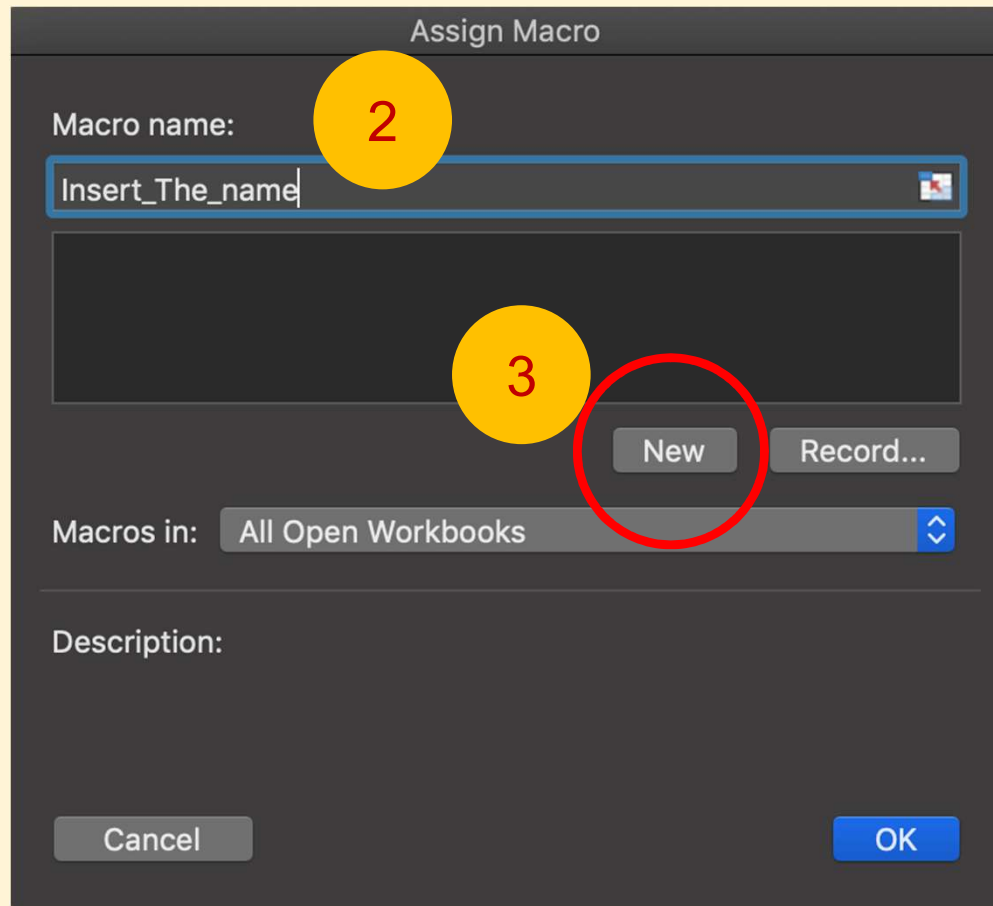 Assign Macro
Macro name:
2
Insert_The_name
3
New
Record...
Macros in:
All Open Workbooks
Description:
Cancel
OK